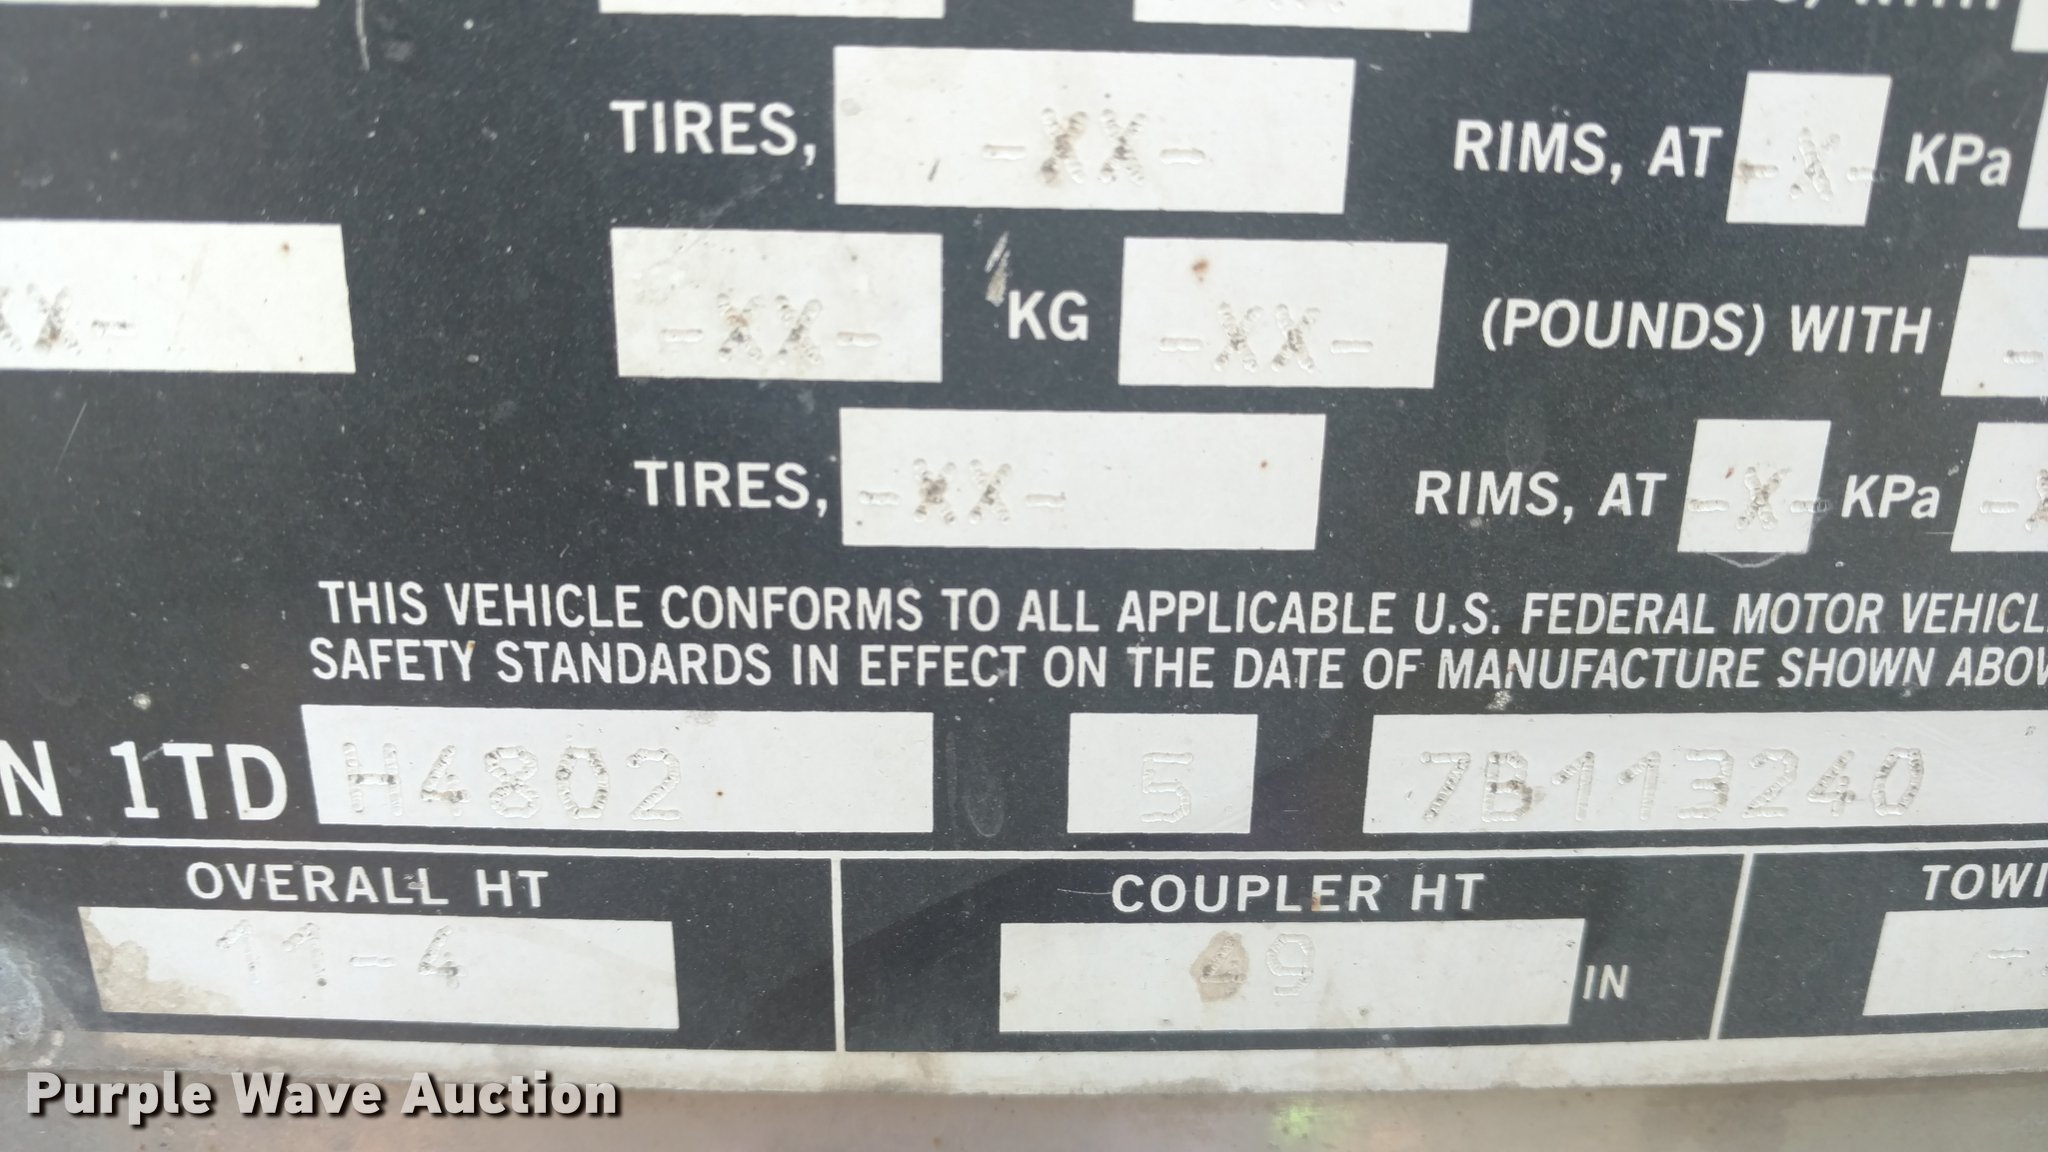 TIRES, -XX- RIMS, AT -X- KPa
XX- -XX- KG -XX- (POUNDS) WITH
TIRES, -XX- RIMS, AT -X- KPa
THIS VEHICLE CONFORMS TO ALL APPLICABLE U.S. FEDERAL MOTOR VEHICL
SAFETY STANDARDS IN EFFECT ON THE DATE OF MANUFACTURE SHOWN ABOV
N 1TD H4802 5 7B113240
OVERALL HT COUPLER HT TOWI
11-4 49 IN
Purple Wave Auction